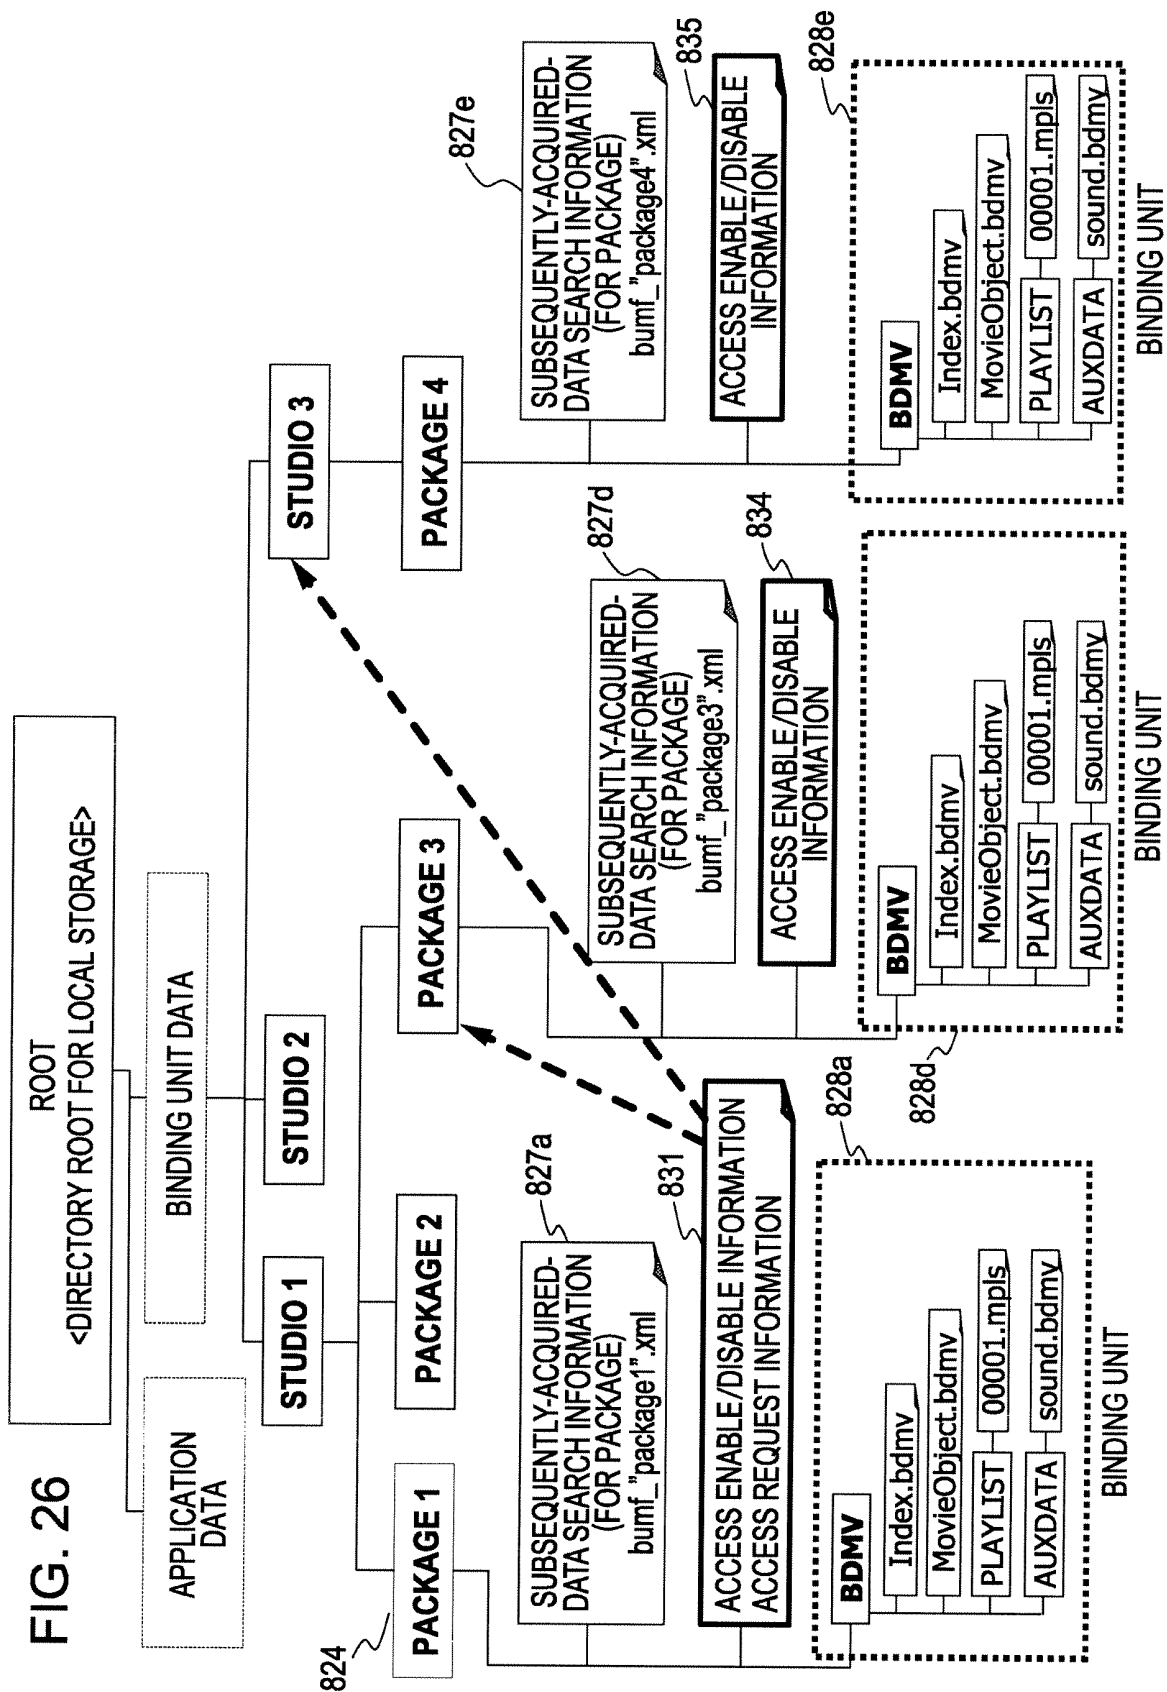 FIG. 26
ROOT
<DIRECTORY ROOT FOR LOCAL STORAGE>
APPLICATION
DATA
BINDING UNIT DATA
STUDIO 1
STUDIO 2
STUDIO 3
824
PACKAGE 1
PACKAGE 2
PACKAGE 3
PACKAGE 4
827a
SUBSEQUENTLY-ACQUIRED-
DATA SEARCH INFORMATION
(FOR PACKAGE)
bumf_"package1".xml
831
ACCESS ENABLE/DISABLE INFORMATION
ACCESS REQUEST INFORMATION
828a
BDMV
Index.bdmv
MovieObject.bdmv
PLAYLIST
00001.mpls
AUXDATA
sound.bdmv
BINDING UNIT
827d
SUBSEQUENTLY-ACQUIRED-
DATA SEARCH INFORMATION
(FOR PACKAGE)
bumf_"package3".xml
834
ACCESS ENABLE/DISABLE
INFORMATION
828d
BDMV
Index.bdmv
MovieObject.bdmv
PLAYLIST
00001.mpls
AUXDATA
sound.bdmv
BINDING UNIT
827e
SUBSEQUENTLY-ACQUIRED-
DATA SEARCH INFORMATION
(FOR PACKAGE)
bumf_"package4".xml
835
ACCESS ENABLE/DISABLE
INFORMATION
828e
BDMV
Index.bdmv
MovieObject.bdmv
PLAYLIST
00001.mpls
AUXDATA
sound.bdmv
BINDING UNIT